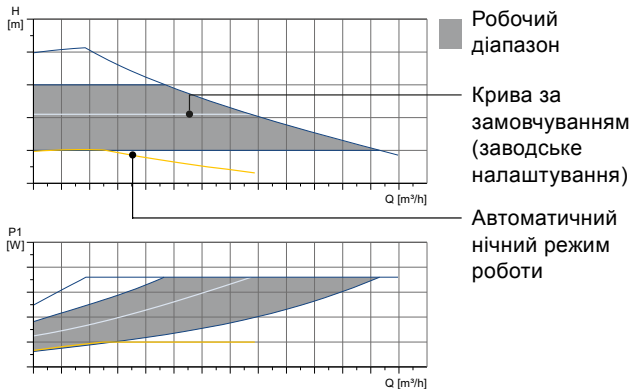 H
[m]
Q [m³/h]
P1
[W]
Q [m³/h]
Робочий
діапазон
Крива за
замовчуванням
(заводське
налаштування)
Автоматичний
нічний режим
роботи